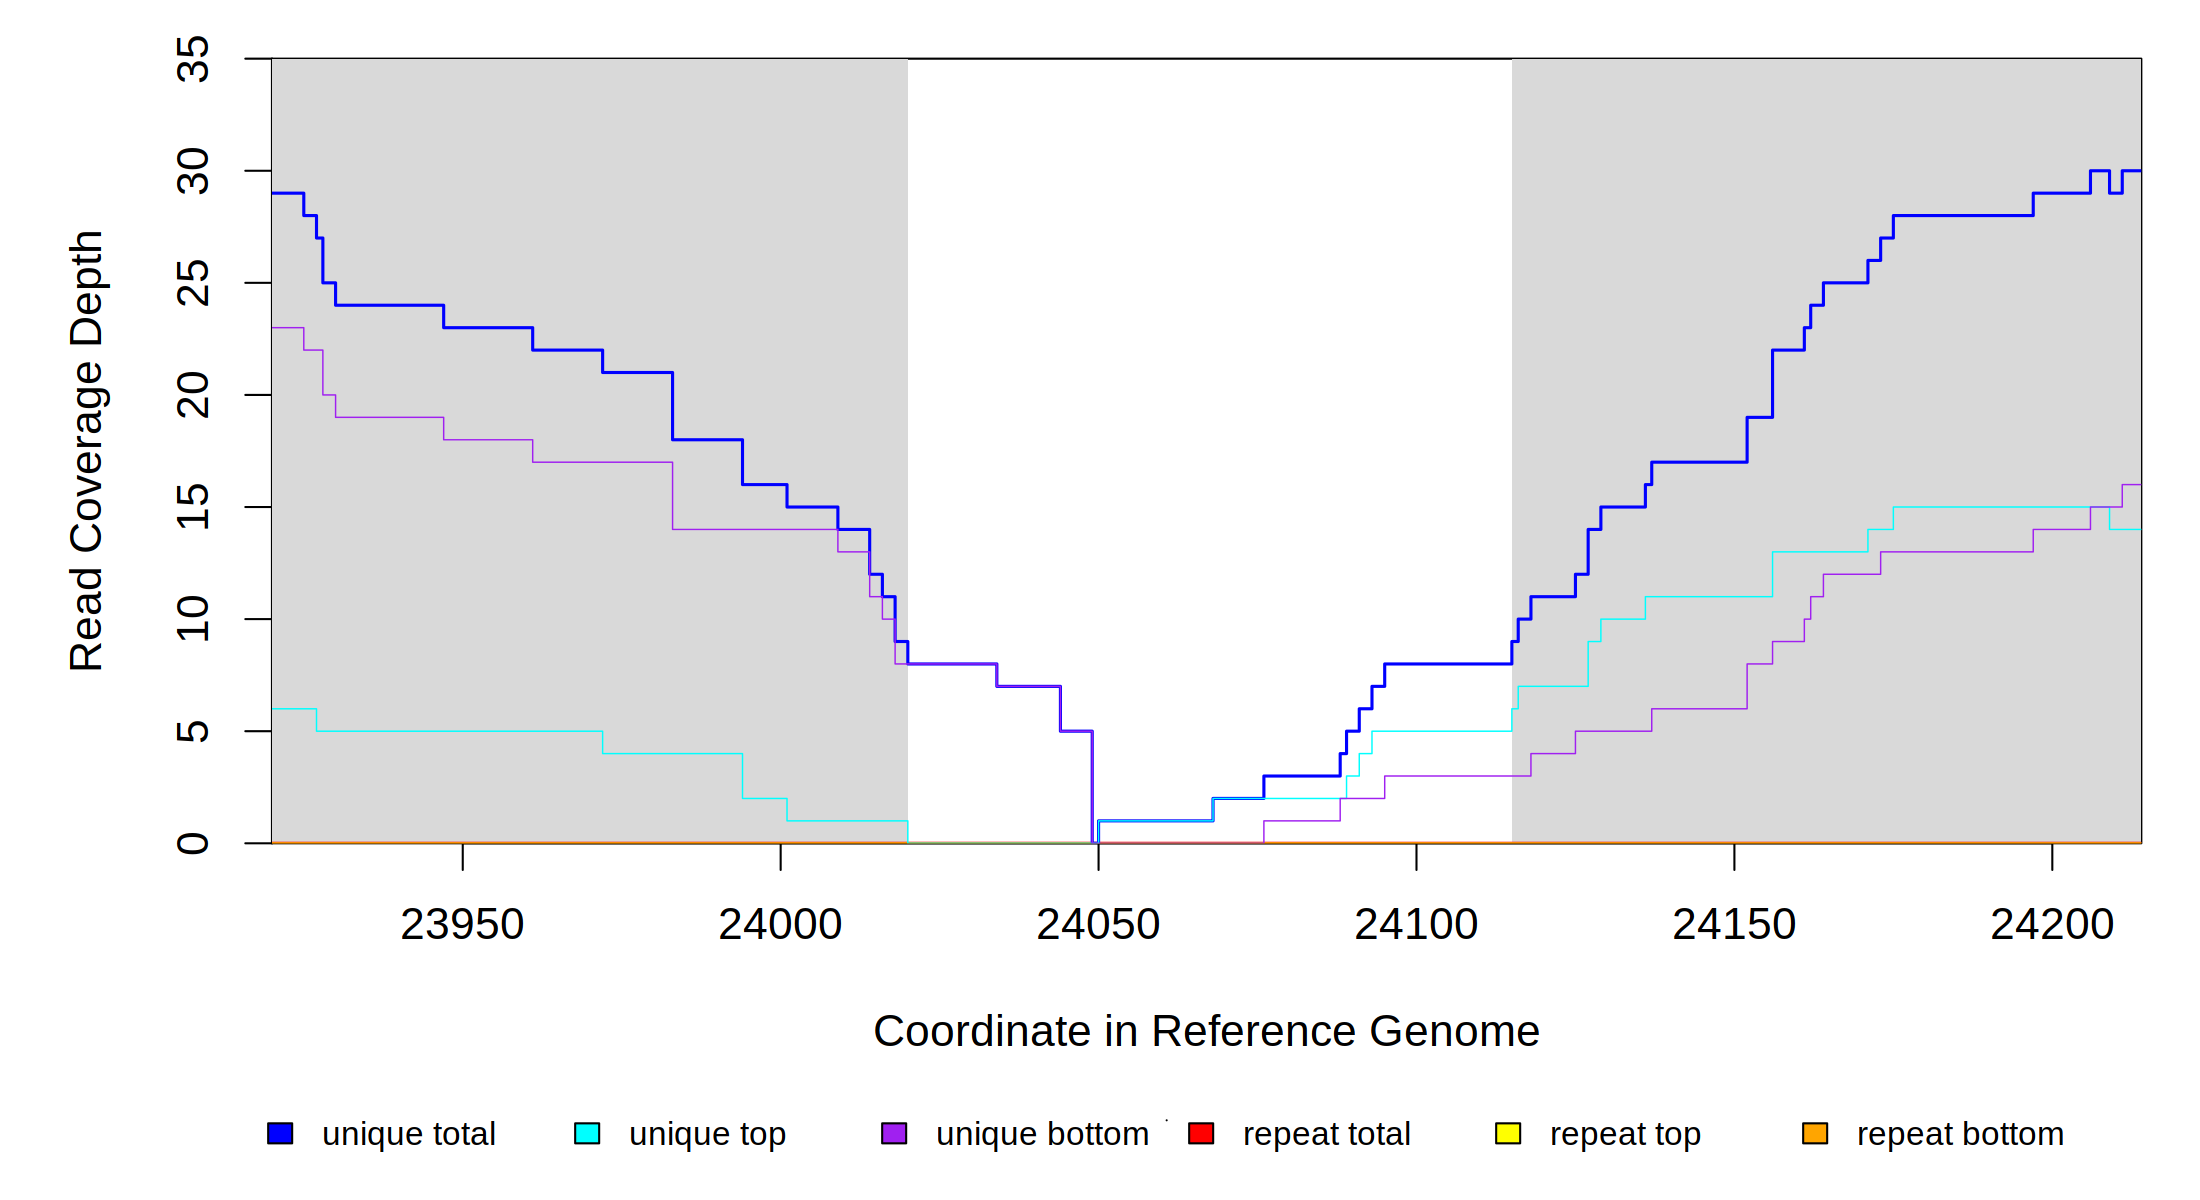 35
30
25
20
15
10
5
0
Read Coverage Depth
23950 24000 24050 24100 24150 24200
Coordinate in Reference Genome
unique total unique top unique bottom repeat total repeat top repeat bottom